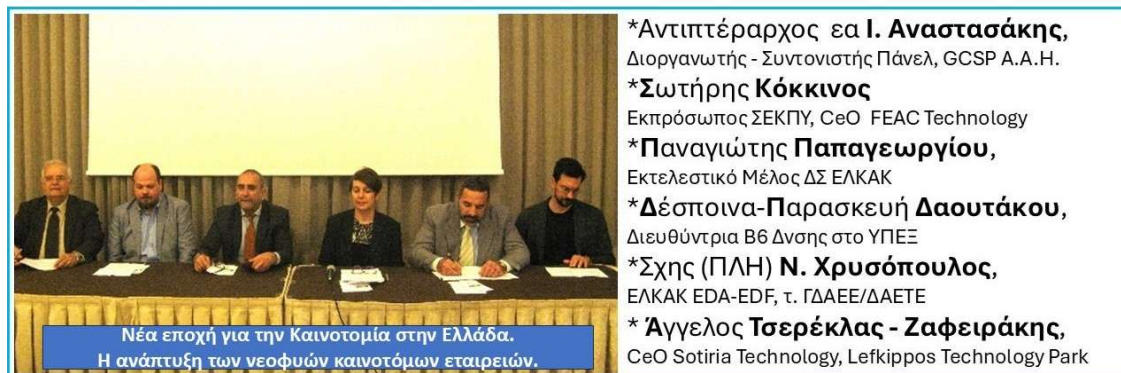 *Αντιπτέραρχος εα Ι. Αναστασάκης,
Διοργανωτής - Συντονιστής Πάνελ, GCSP Α.Α.Η.
*Σωτήρης Κόκκινος
Εκπρόσωπος ΣΕΚΠΥ, CeO FEAC Technology
*Παναγιώτης Παπαγεωργίου,
Εκτελεστικό Μέλος ΔΣ ΕΛΚΑΚ
*Δέσποινα-Παρασκευή Δαουτάκου,
Διευθύντρια Β6 Δνσης στο ΥΠΕΞ
*Σχης (ΠΛΗ) Ν. Χρυσόπουλος,
ΕΛΚΑΚ EDA-EDF, τ. ΓΔΑΕΕ/ΔΑΕΤΕ
* Άγγελος Τσερέκλας - Ζαφειράκης,
CeO Sotiria Technology, Lefkippos Technology Park
Νέα εποχή για την Καινοτομία στην Ελλάδα.
Η ανάπτυξη των νεοφυών καινοτόμων εταιρειών.